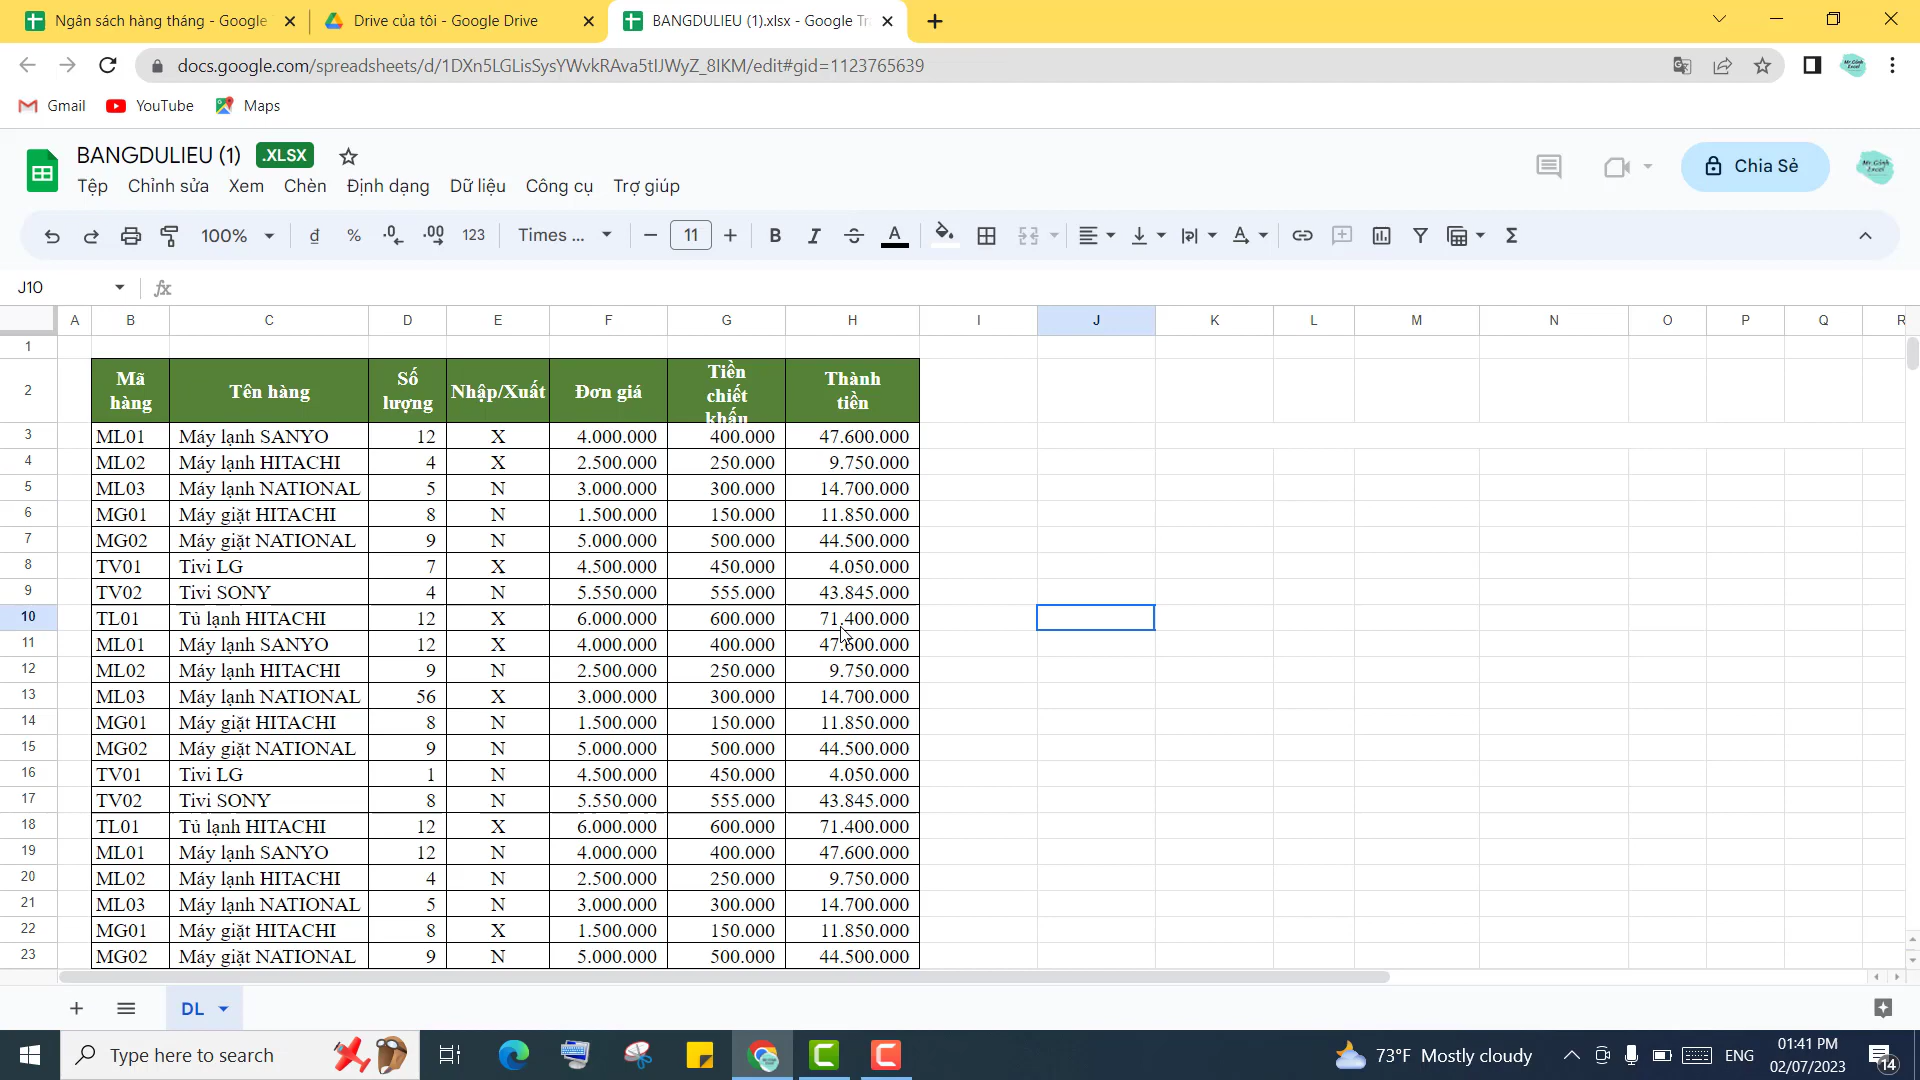 Ngân sách hàng tháng - Google
Drive của tôi - Google Drive
BANGDULIEU (1).xlsx - Google Tr
docs.google.com/spreadsheets/d/1DXn5LGLisSysYWvkRAva5tIJWyZ_8IKM/edit#gid=1123765639
Gmail YouTube Maps
BANGDULIEU (1) .XLSX
Chia Sẻ
Tệp Chỉnh sửa Xem Chèn Định dạng Dữ liệu Công cụ Trợ giúp
100% đ % .0 .00 123 Times ... 11 B I A
J10 fx
A B C D E F G H I J K L M N O P Q R
1
2 Mã hàng Tên hàng Số lượng Nhập/Xuất Đơn giá Tiền chiết khấu Thành tiền
3 ML01 Máy lạnh SANYO 12 X 4.000.000 400.000 47.600.000
4 ML02 Máy lạnh HITACHI 4 X 2.500.000 250.000 9.750.000
5 ML03 Máy lạnh NATIONAL 5 N 3.000.000 300.000 14.700.000
6 MG01 Máy giặt HITACHI 8 N 1.500.000 150.000 11.850.000
7 MG02 Máy giặt NATIONAL 9 N 5.000.000 500.000 44.500.000
8 TV01 Tivi LG 7 X 4.500.000 450.000 4.050.000
9 TV02 Tivi SONY 4 N 5.550.000 555.000 43.845.000
10 TL01 Tủ lạnh HITACHI 12 X 6.000.000 600.000 71.400.000
11 ML01 Máy lạnh SANYO 12 X 4.000.000 400.000 47.600.000
12 ML02 Máy lạnh HITACHI 9 N 2.500.000 250.000 9.750.000
13 ML03 Máy lạnh NATIONAL 56 X 3.000.000 300.000 14.700.000
14 MG01 Máy giặt HITACHI 8 N 1.500.000 150.000 11.850.000
15 MG02 Máy giặt NATIONAL 9 N 5.000.000 500.000 44.500.000
16 TV01 Tivi LG 1 N 4.500.000 450.000 4.050.000
17 TV02 Tivi SONY 8 N 5.550.000 555.000 43.845.000
18 TL01 Tủ lạnh HITACHI 12 X 6.000.000 600.000 71.400.000
19 ML01 Máy lạnh SANYO 12 N 4.000.000 400.000 47.600.000
20 ML02 Máy lạnh HITACHI 4 N 2.500.000 250.000 9.750.000
21 ML03 Máy lạnh NATIONAL 5 N 3.000.000 300.000 14.700.000
22 MG01 Máy giặt HITACHI 8 X 1.500.000 150.000 11.850.000
23 MG02 Máy giặt NATIONAL 9 N 5.000.000 500.000 44.500.000
DL
Type here to search
73°F Mostly cloudy
ENG
01:41 PM
02/07/2023
14